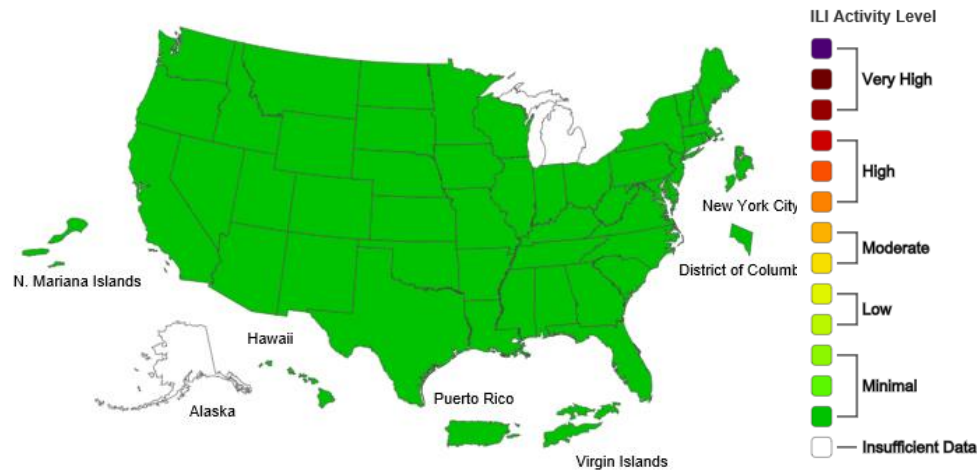 ILI Activity Level
Very High
High
Moderate
Low
Minimal
Insufficient Data
New York City
District of Columb
N. Mariana Islands
Hawaii
Alaska
Puerto Rico
Virgin Islands